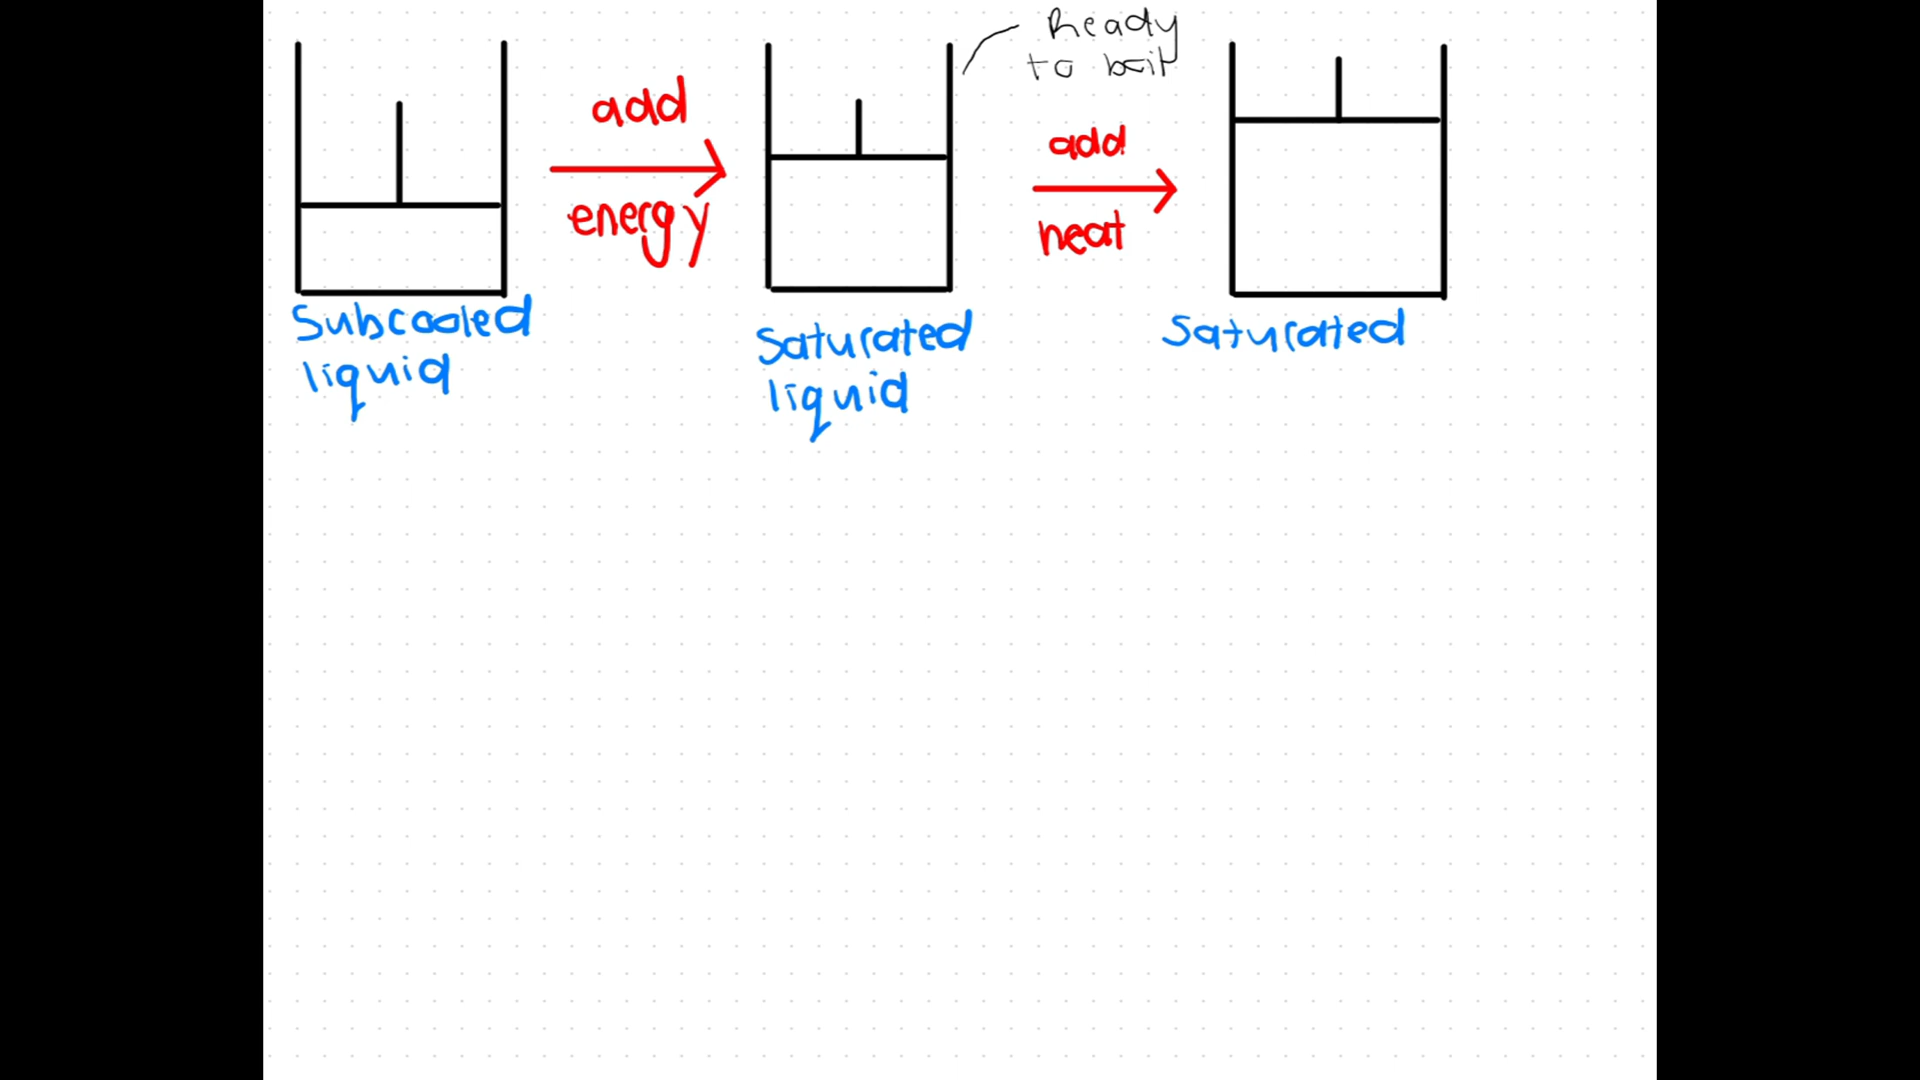 Ready
to boil
add
energy
add
heat
Subcooled
liquid
Saturated
liquid
Saturated